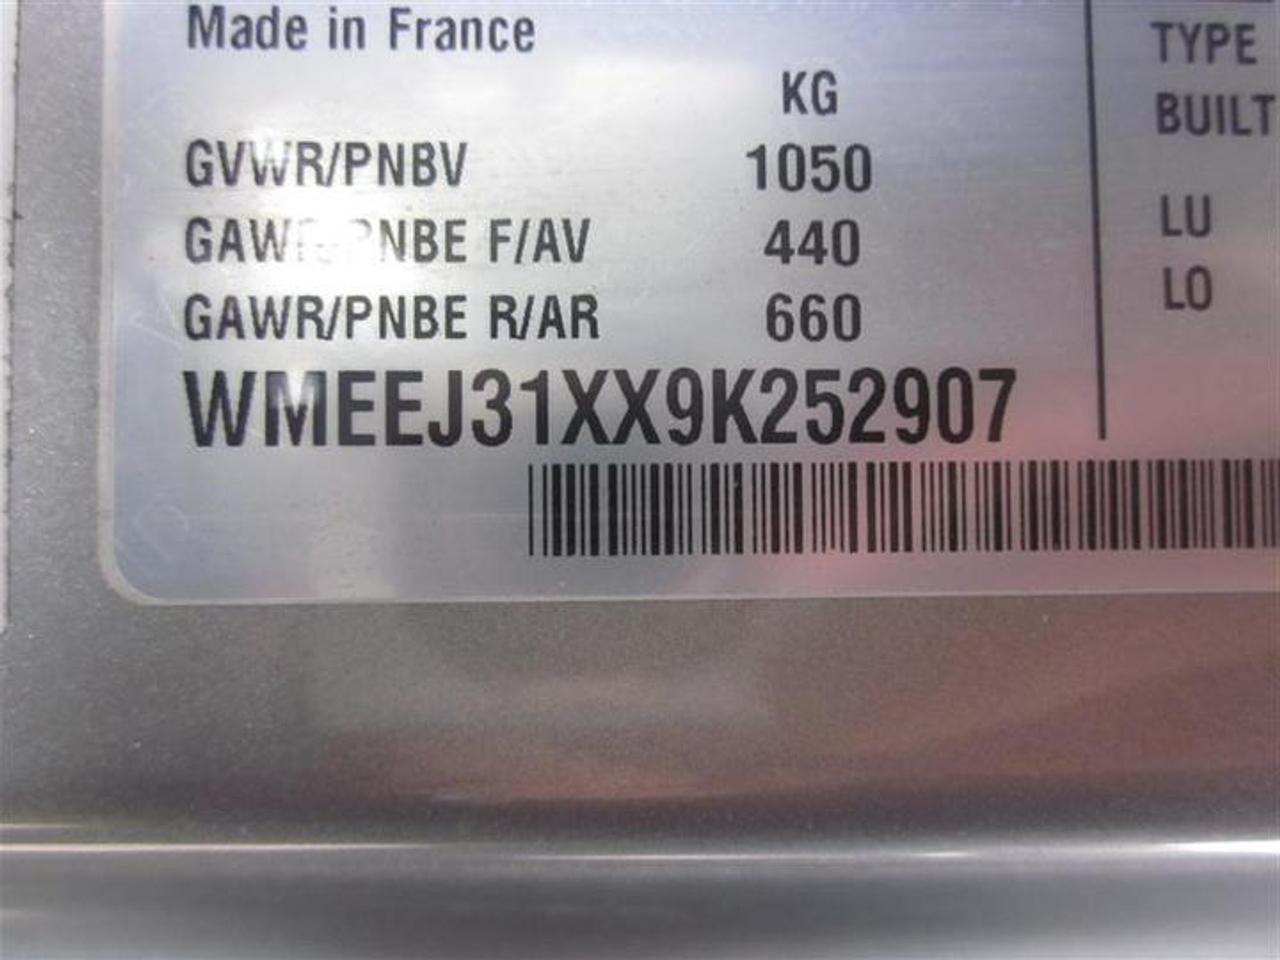 Made in France
KG
GVWR/PNBV 1050
GAWR/PNBE F/AV 440
GAWR/PNBE R/AR 660
WMEEJ31XX9K252907
TYPE
BUILT
LU
LO